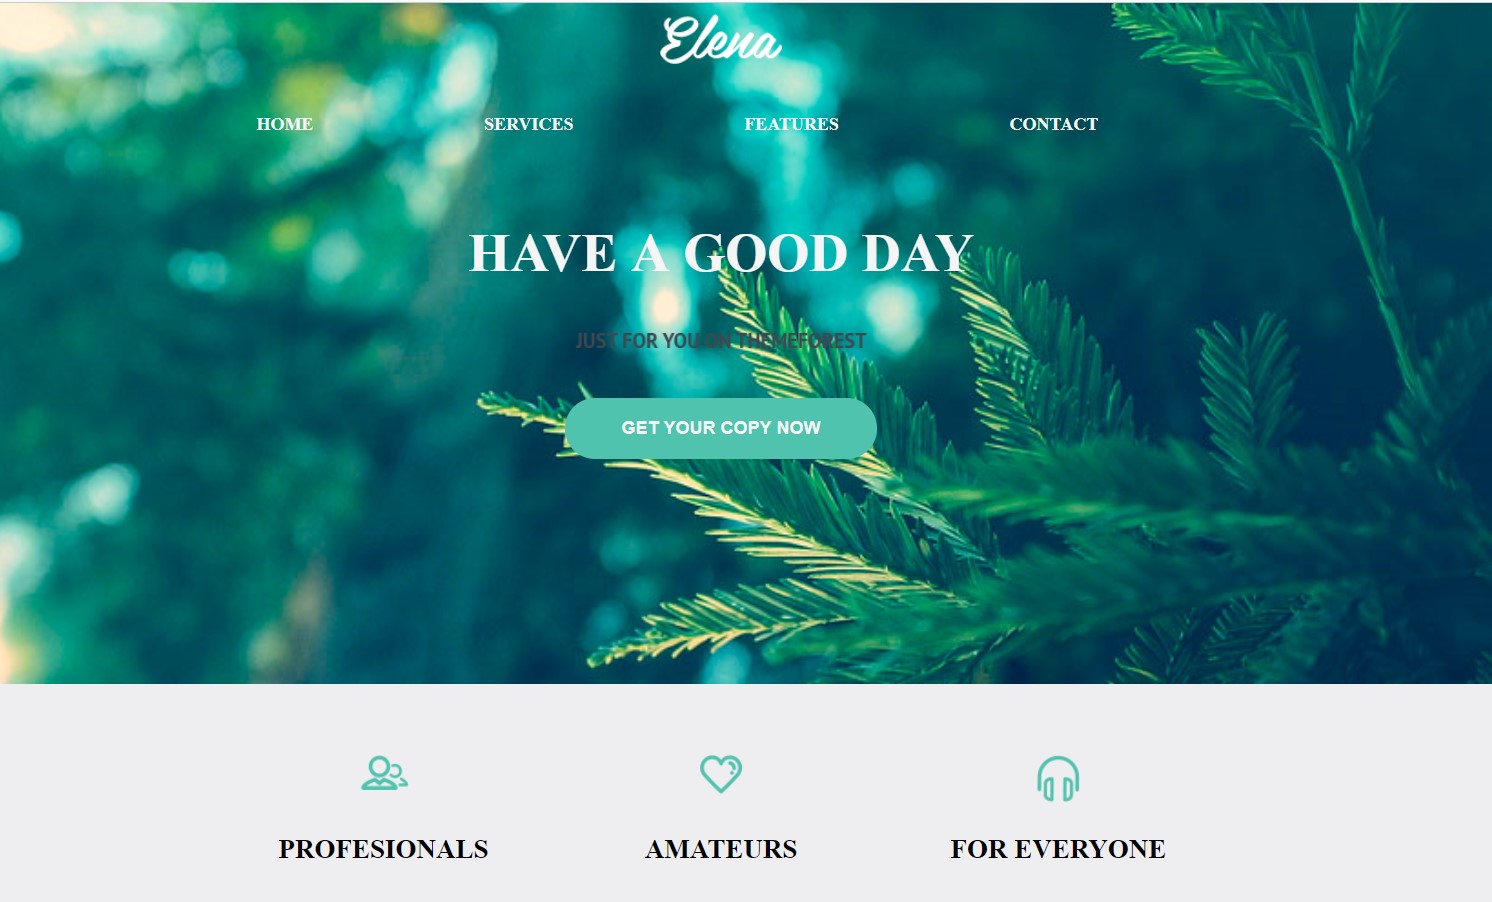 Elena
HOME SERVICES FEATURES CONTACT
HAVE A GOOD DAY
JUST FOR YOU ON THEMEFOREST
GET YOUR COPY NOW
PROFESIONALS AMATEURS FOR EVERYONE